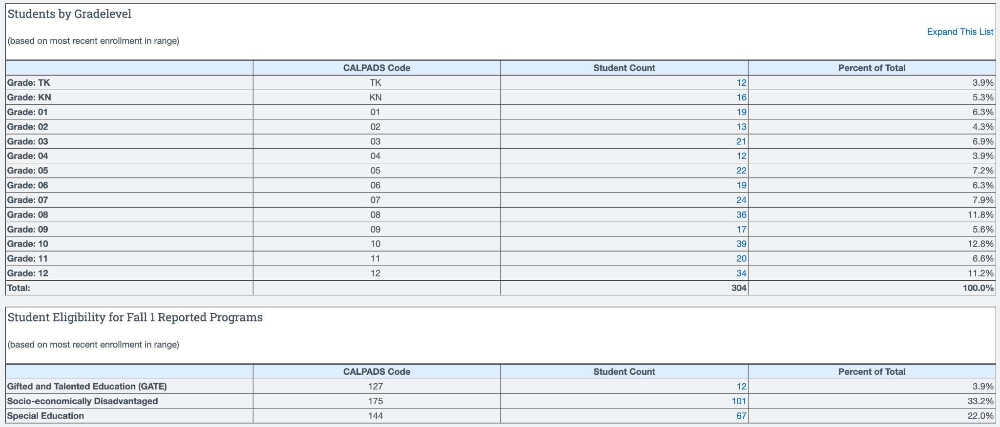 Students by Gradelevel
Expand This List
(based on most recent enrollment in range)
CALPADS Code Student Count Percent of Total
Grade: TK TK 12 3.9%
Grade: KN KN 16 5.3%
Grade: 01 01 19 6.3%
Grade: 02 02 13 4.3%
Grade: 03 03 21 6.9%
Grade: 04 04 12 3.9%
Grade: 05 05 22 7.2%
Grade: 06 06 19 6.3%
Grade: 07 07 24 7.9%
Grade: 08 08 36 11.8%
Grade: 09 09 17 5.6%
Grade: 10 10 39 12.8%
Grade: 11 11 20 6.6%
Grade: 12 12 34 11.2%
Total: 304 100.0%
Student Eligibility for Fall 1 Reported Programs
(based on most recent enrollment in range)
CALPADS Code Student Count Percent of Total
Gifted and Talented Education (GATE) 127 12 3.9%
Socio-economically Disadvantaged 175 101 33.2%
Special Education 144 67 22.0%